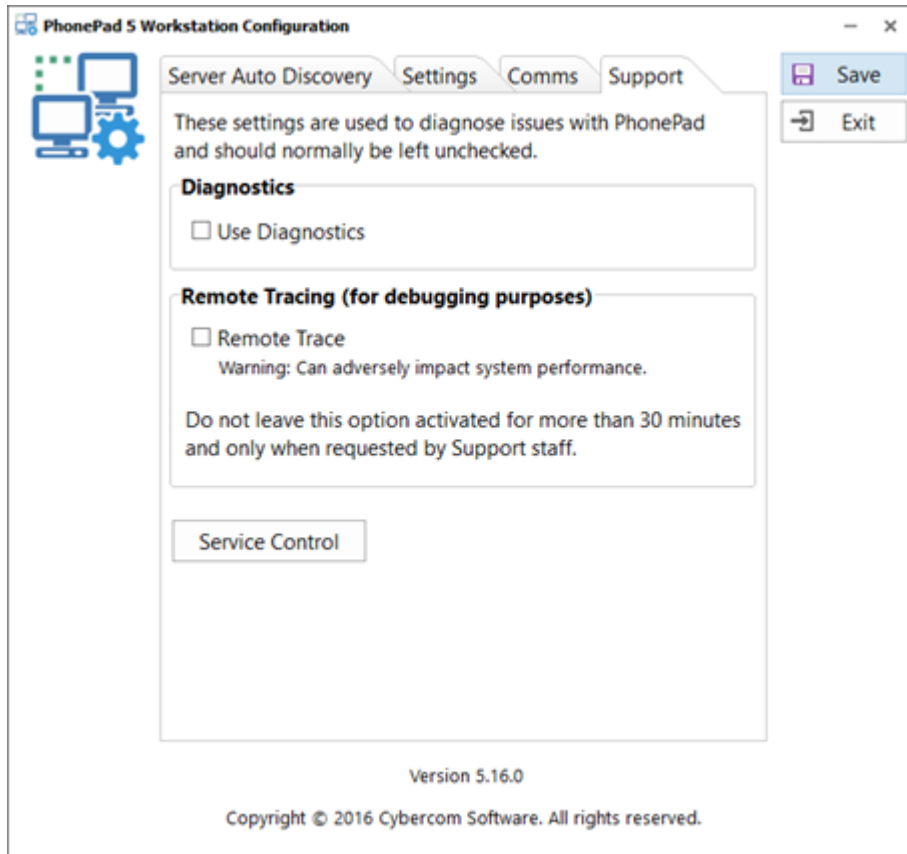 PhonePad 5 Workstation Configuration
Server Auto Discovery
Settings
Comms
Support
Save
Exit
These settings are used to diagnose issues with PhonePad
and should normally be left unchecked.
Diagnostics
Use Diagnostics
Remote Tracing (for debugging purposes)
Remote Trace
Warning: Can adversely impact system performance.
Do not leave this option activated for more than 30 minutes
and only when requested by Support staff.
Service Control
Version 5.16.0
Copyright © 2016 Cybercom Software. All rights reserved.